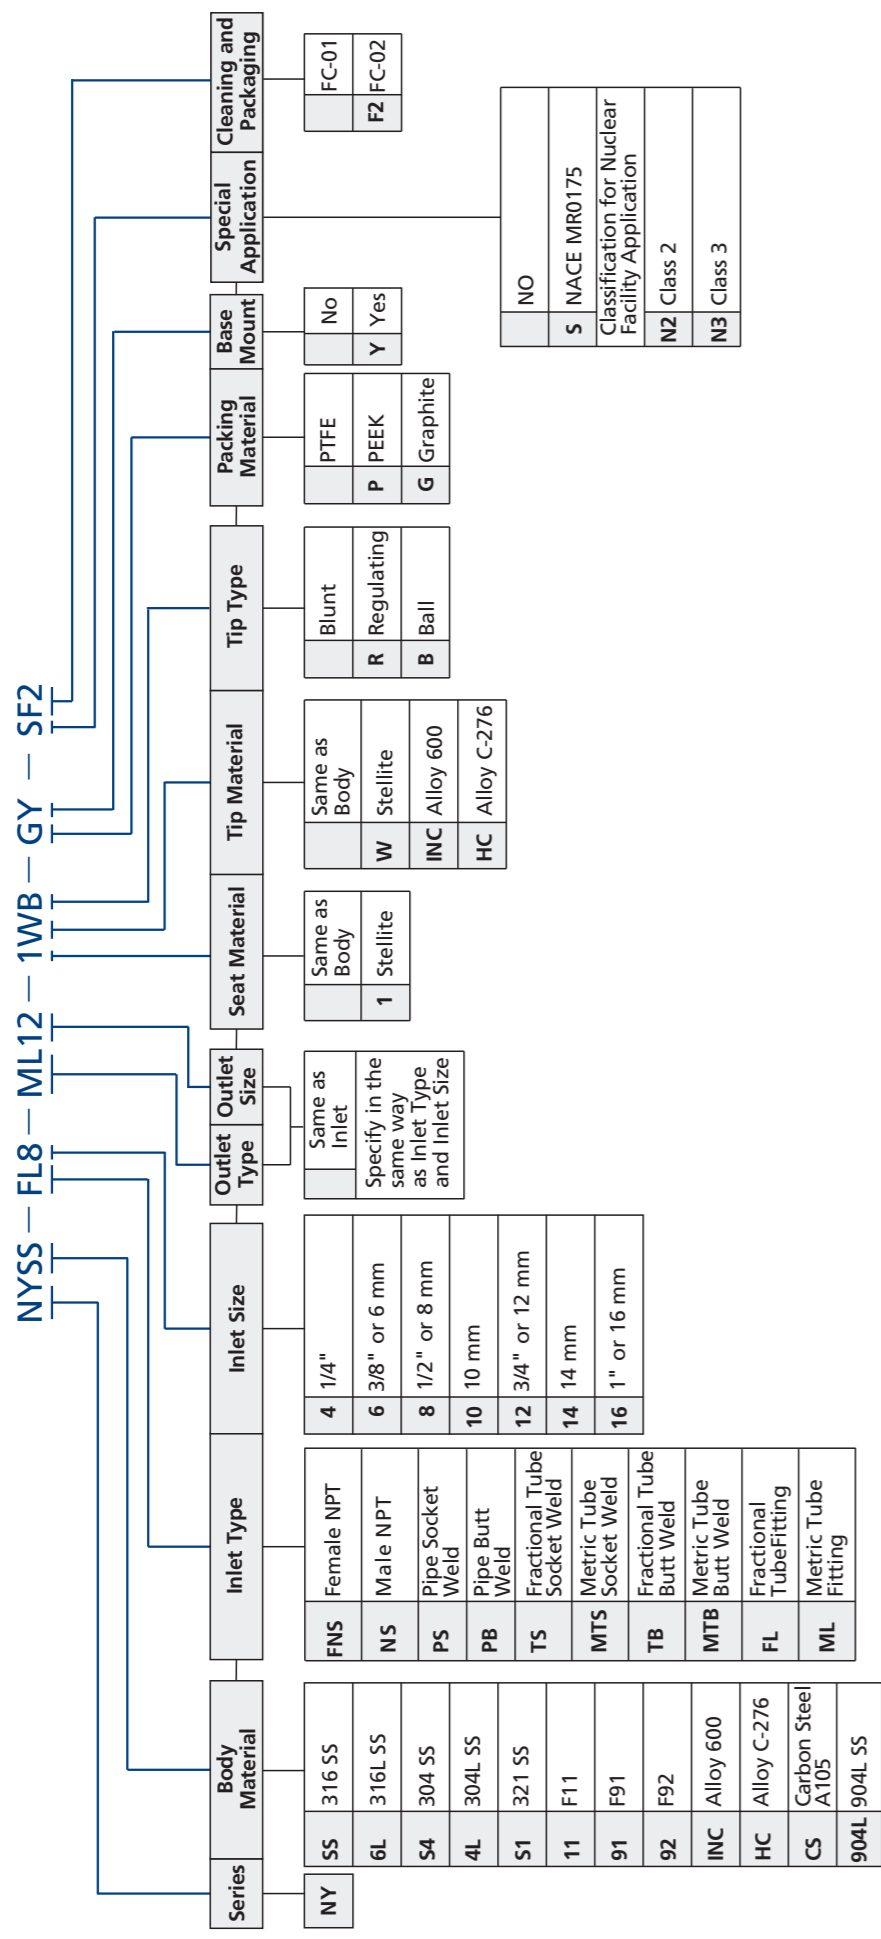 NYSS — FL8 — ML12 — 1WB — GY — SF2
Series
NY
Body
Material
SS 316 SS
6L 316L SS
S4 304 SS
4L 304L SS
S1 321 SS
11 F11
91 F91
92 F92
INC Alloy 600
HC Alloy C-276
CS Carbon Steel
A105
904L 904L SS
Inlet Type
FNS Female NPT
NS Male NPT
PS Pipe Socket
Weld
PB Pipe Butt
Weld
TS Fractional Tube
Socket Weld
MTS Metric Tube
Socket Weld
TB Fractional Tube
Butt Weld
MTB Metric Tube
Butt Weld
FL Fractional
TubeFitting
ML Metric Tube
Fitting
Inlet Size
4 1/4"
6 3/8" or 6 mm
8 1/2" or 8 mm
10 10 mm
12 3/4" or 12 mm
14 14 mm
16 1" or 16 mm
Outlet
Type
Outlet
Size
Same as
Inlet
Specify in the
same way
as Inlet Type
and Inlet Size
Seat Material
Same as
Body
1 Stellite
Tip Material
Same as
Body
W Stellite
INC Alloy 600
HC Alloy C-276
Tip Type
Blunt
R Regulating
B Ball
Packing
Material
PTFE
P PEEK
G Graphite
Base
Mount
No
Y Yes
Special
Application
NO
S NACE MR0175
Classification for Nuclear
Facility Application
N2 Class 2
N3 Class 3
Cleaning and
Packaging
FC-01
F2 FC-02